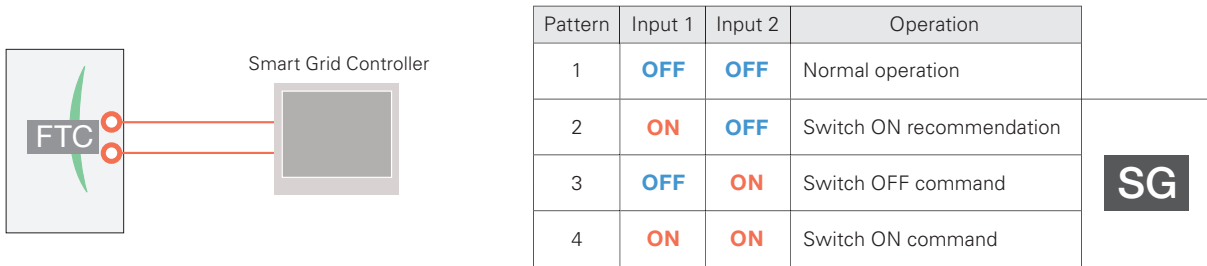 Smart Grid Controller
FTC
Pattern Input 1 Input 2 Operation
1 OFF OFF Normal operation
2 ON OFF Switch ON recommendation
3 OFF ON Switch OFF command
4 ON ON Switch ON command
SG